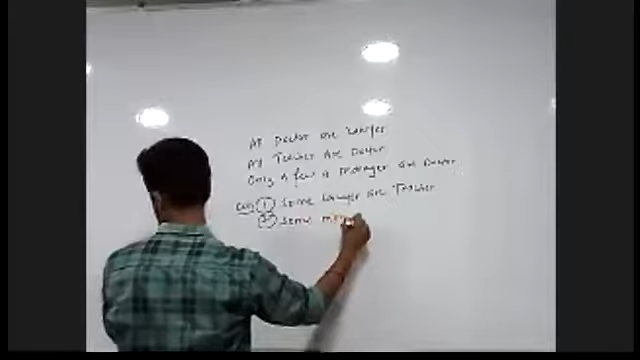 All Doctor are Lawyer
All Teacher are Doctor
Only a few a Manager are Doctor
Con ① Some Lawyer are Teacher
② Some m